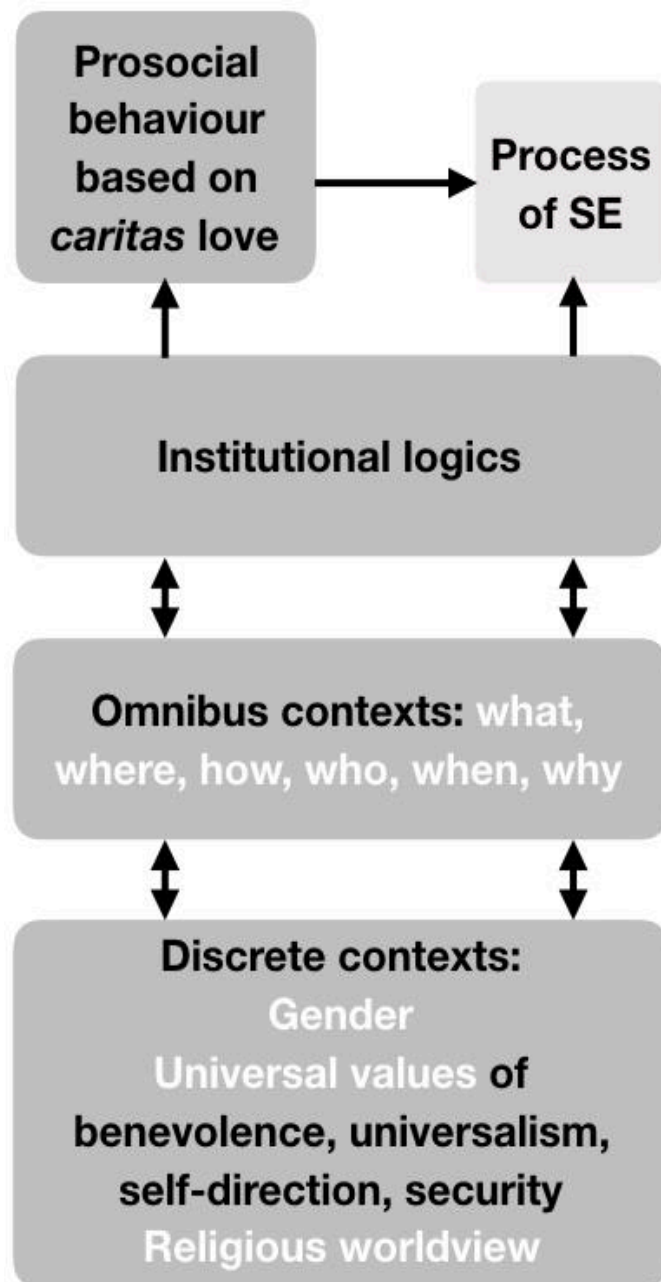 Prosocial
behaviour
based on
caritas love
Process
of SE
Institutional logics
Omnibus contexts: what,
where, how, who, when, why
Discrete contexts:
Gender
Universal values of
benevolence, universalism,
self-direction, security
Religious worldview